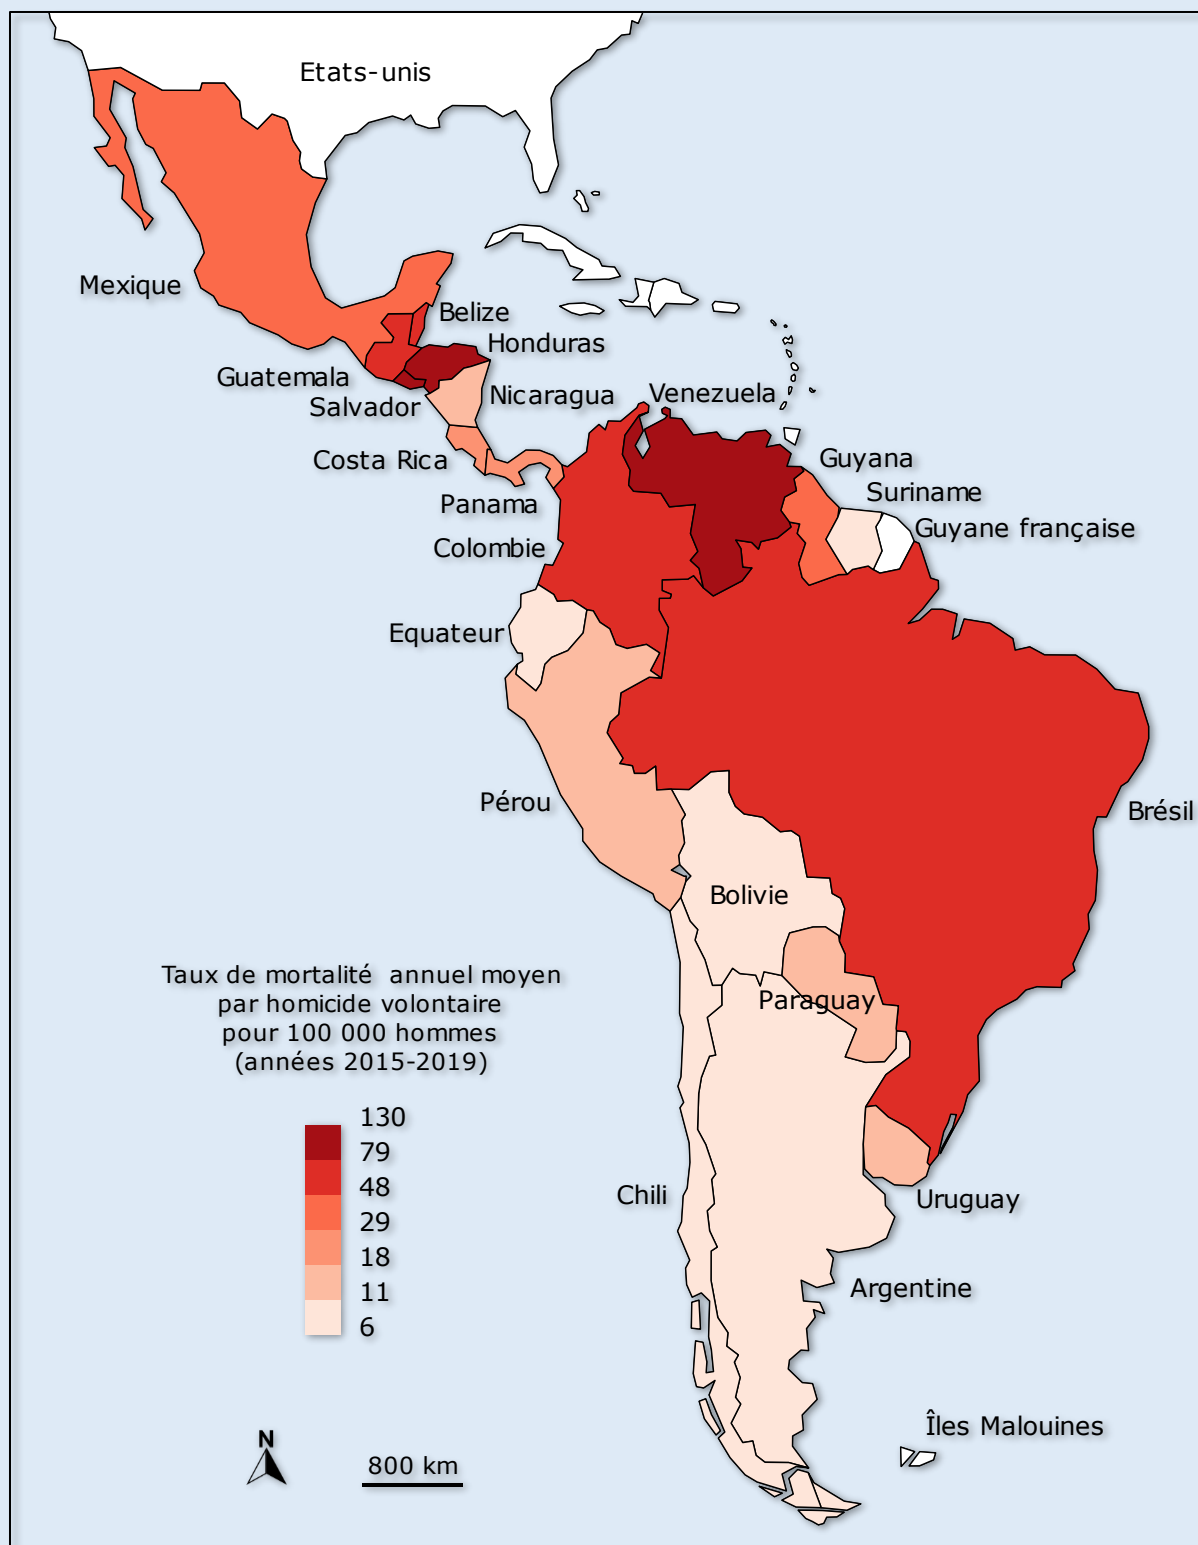 Etats-unis
Mexique
Belize
Honduras
Guatemala
Salvador
Nicaragua
Venezuela
Costa Rica
Guyana
Panama
Suriname
Guyane française
Colombie
Equateur
Pérou
Brésil
Bolivie
Paraguay
Taux de mortalité annuel moyen
par homicide volontaire
pour 100 000 hommes
(années 2015-2019)
130
79
48
29
18
11
6
Chili
Uruguay
Argentine
Îles Malouines
N
800 km